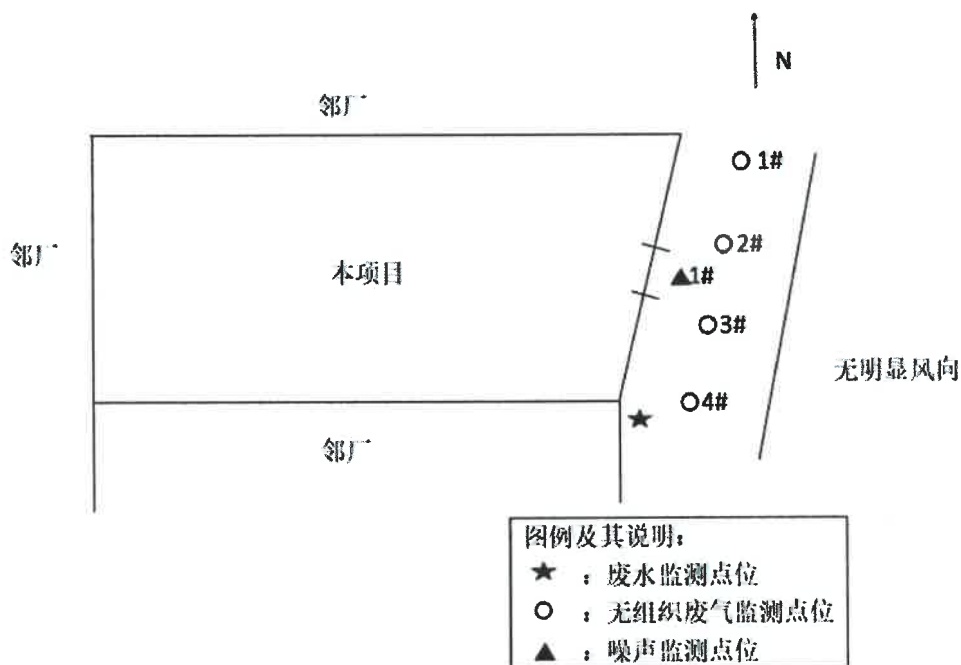 N
邻厂
1#
邻厂
2#
本项目
1#
3#
无明显风向
4#
邻厂
图例及其说明:
★ : 废水监测点位
○ : 无组织废气监测点位
▲ : 噪声监测点位